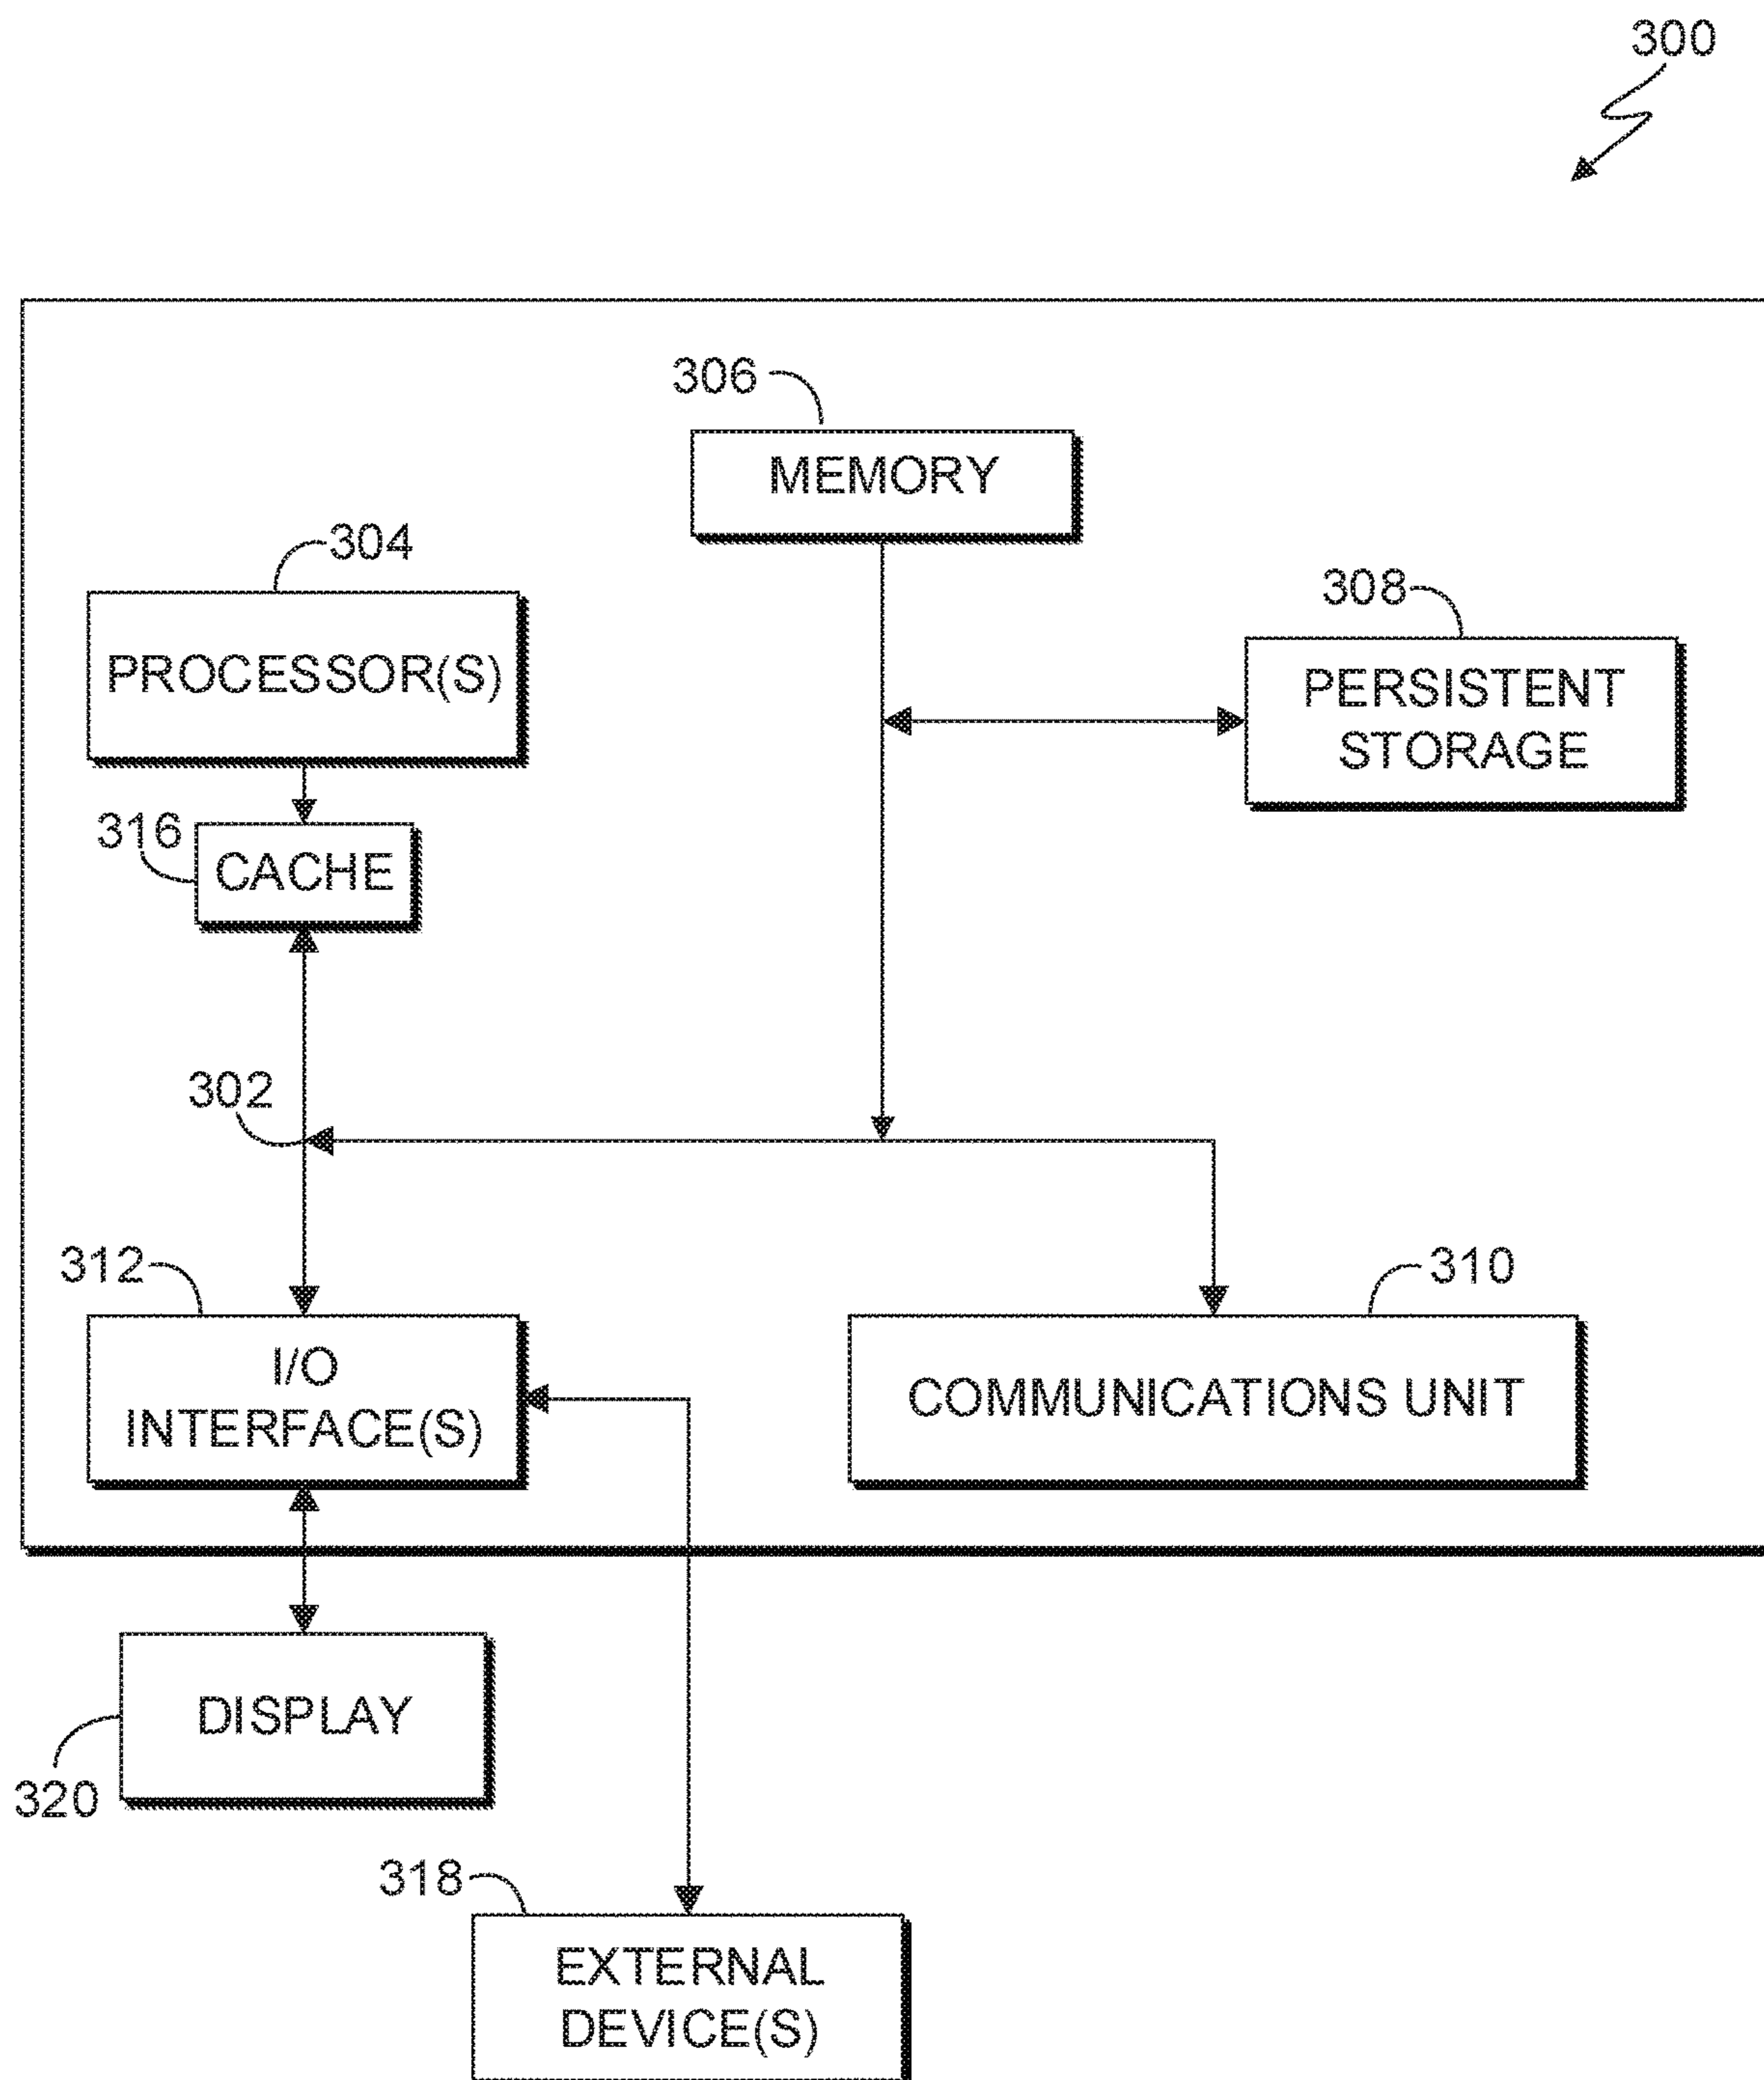 300
306
MEMORY
304
308
PROCESSOR(S)
PERSISTENT
STORAGE
316
CACHE
302
312
310
I/O
INTERFACE(S)
COMMUNICATIONS UNIT
DISPLAY
320
318
EXTERNAL
DEVICE(S)